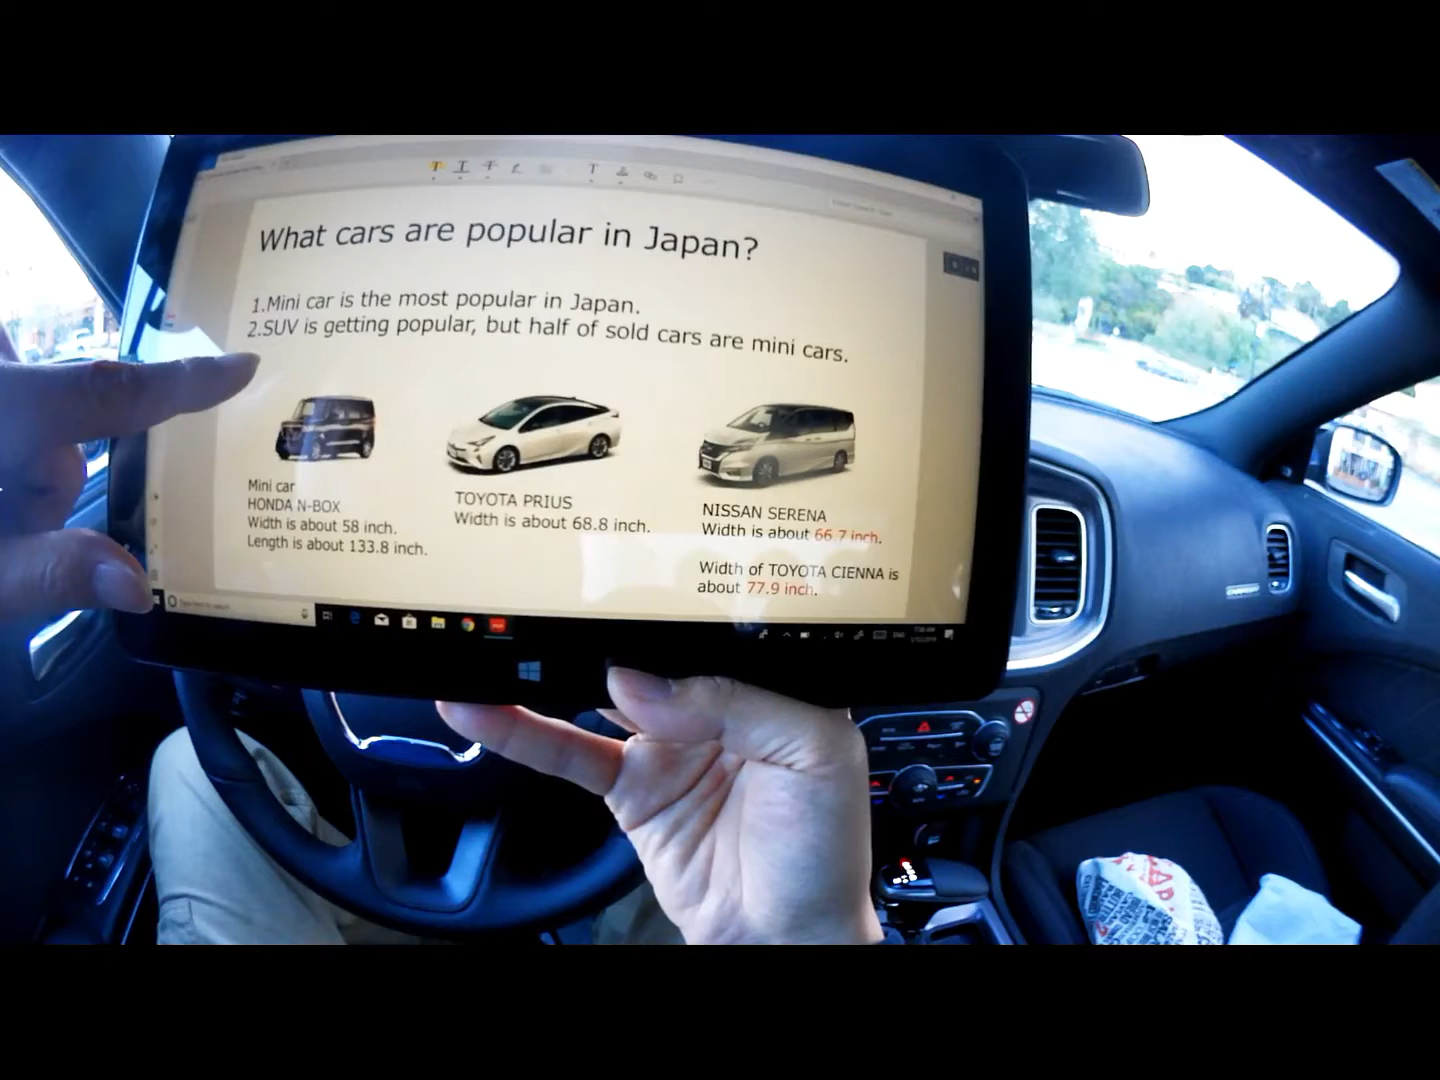 What cars are popular in Japan?
1.Mini car is the most popular in Japan.
2.SUV is getting popular, but half of sold cars are mini cars.
Mini car
HONDA N-BOX
Width is about 58 inch.
Length is about 133.8 inch.
TOYOTA PRIUS
Width is about 68.8 inch.
NISSAN SERENA
Width is about 66.7 inch.
Width of TOYOTA CIENNA is
about 77.9 inch.